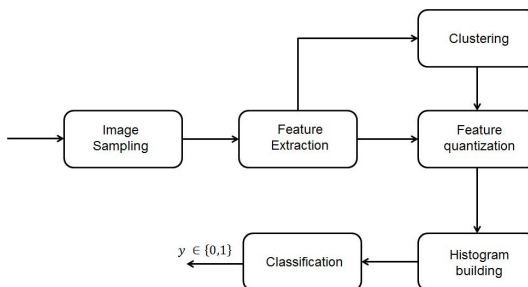 Clustering
Image
Sampling
Feature
Extraction
Feature
quantization
y ∈ {0,1}
Classification
Histogram
building